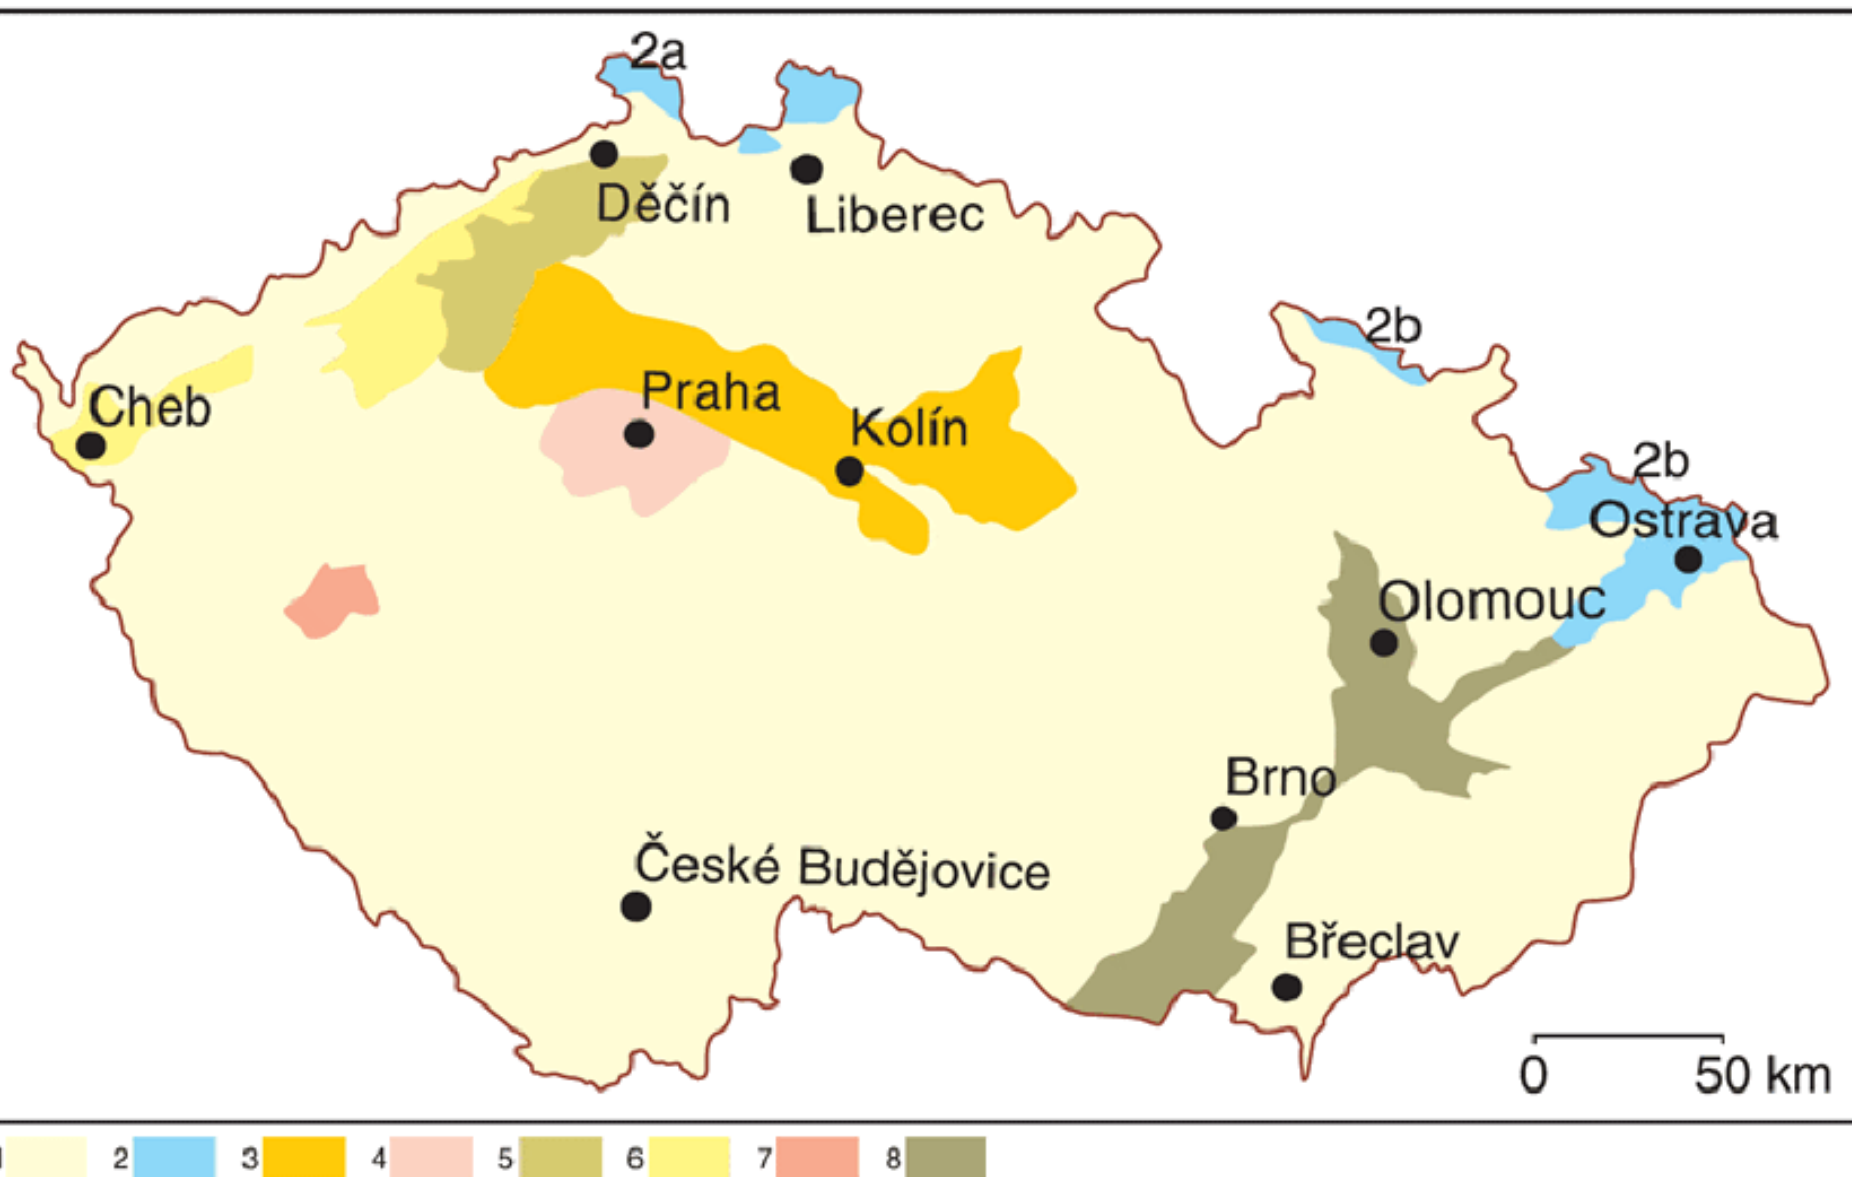 2a
Děčín
Liberec
2b
Cheb
Praha
Kolín
2b
Ostrava
Olomouc
Brno
České Budějovice
Břeclav
0 50 km
2 3 4 5 6 7 8